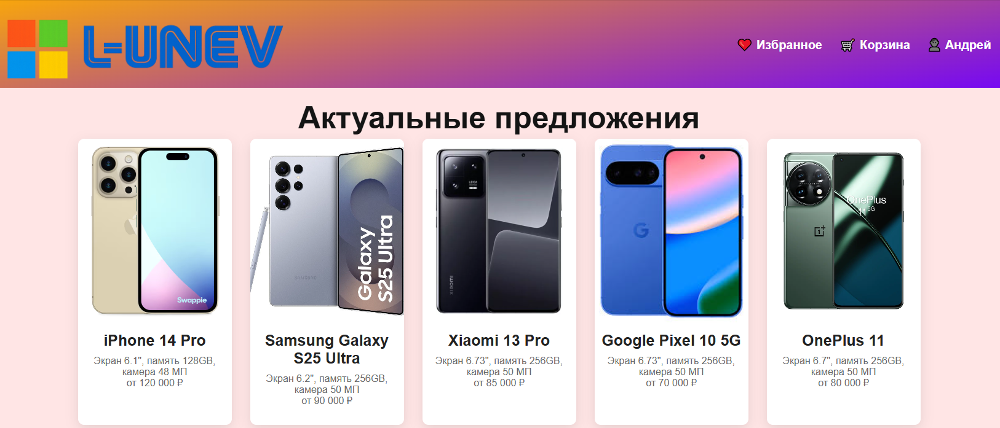 L-UNEV
Избранное
Корзина
Андрей
Актуальные предложения
Swappie
Galaxy
S25 Ultra
SAMSUNG
LEICA
xiaomi
G
OnePlus
11 5G
iPhone 14 Pro
Экран 6.1", память 128GB,
камера 48 МП
от 120 000 ₽
Samsung Galaxy
S25 Ultra
Экран 6.2", память 256GB,
камера 50 МП
от 90 000 ₽
Xiaomi 13 Pro
Экран 6.73", память 256GB,
камера 50 МП
от 85 000 ₽
Google Pixel 10 5G
Экран 6.73", память 256GB,
камера 50 МП
от 70 000 ₽
OnePlus 11
Экран 6.7", память 256GB,
камера 50 МП
от 80 000 ₽